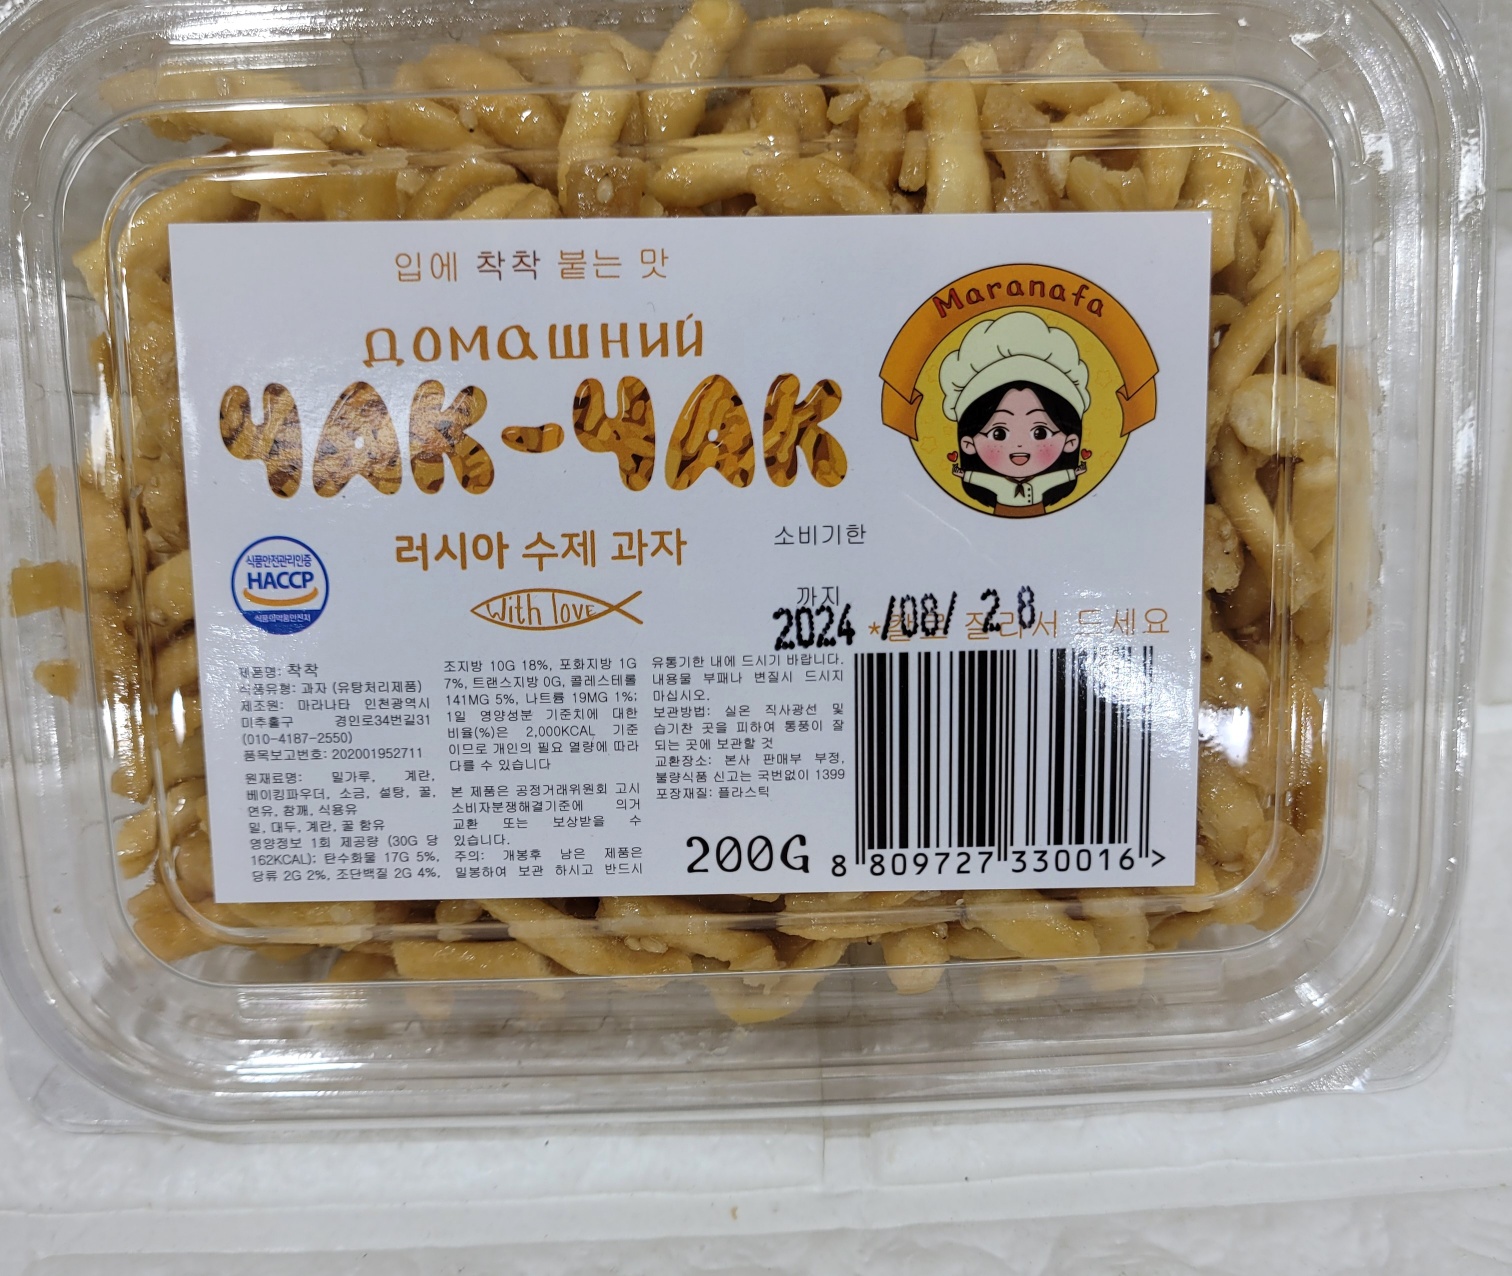 입에 착착 붙는 맛
домашний
ЧАК-ЧАК
Maranafa
러시아 수제 과자
With love
식품안전관리인증
HACCP
식품의약품안전처
소비기한
까지
2024 /08/ 28
* 잘라서 드세요
제품명: 착착
식품유형: 과자 (유탕처리제품)
제조원: 마라나타 인천광역시
미추홀구 경인로34번길31
(010-4187-2550)
품목보고번호: 202001952711
원재료명: 밀가루, 계란,
베이킹파우더, 소금, 설탕, 꿀,
연유, 참깨, 식용유
밀, 대두, 계란, 꿀 함유
영양정보 1회 제공량 (30G 당
162KCAL): 탄수화물 17G 5%,
당류 2G 2%, 조단백질 2G 4%,
조지방 10G 18%, 포화지방 1G
7%, 트랜스지방 0G, 콜레스테롤
141MG 5%, 나트륨 19MG 1%;
1일 영양성분 기준치에 대한
비율(%)은 2,000KCAL 기준
이므로 개인의 필요 열량에 따라
다를 수 있습니다
본 제품은 공정거래위원회 고시
소비자분쟁해결기준에 의거
교환 또는 보상받을 수
있습니다.
주의: 개봉후 남은 제품은
밀봉하여 보관 하시고 반드시
유통기한 내에 드시기 바랍니다.
내용물 부패나 변질시 드시지
마십시오.
보관방법: 실온 직사광선 및
습기찬 곳을 피하여 통풍이 잘
되는 곳에 보관할 것
교환장소: 본사 판매부 부정,
불량식품 신고는 국번없이 1399
포장재질: 플라스틱
200G
8 809727 330016 >